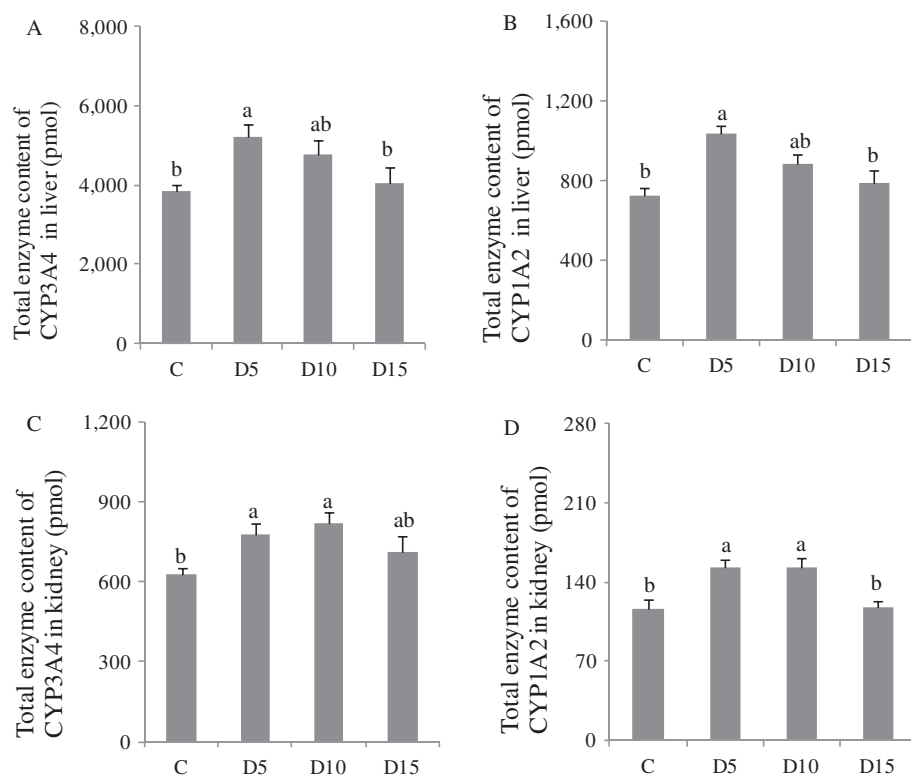 A
Total enzyme content of
CYP3A4 in liver (pmol)
8,000
6,000
4,000
2,000
0
b
a
ab
b
C
D5
D10
D15
B
Total enzyme content of
CYP1A2 in liver (pmol)
1,600
1,200
800
400
0
b
a
ab
b
C
D5
D10
D15
C
Total enzyme content of
CYP3A4 in kidney (pmol)
1,200
900
600
300
0
b
a
a
ab
C
D5
D10
D15
D
Total enzyme content of
CYP1A2 in kidney (pmol)
280
210
140
70
0
b
a
a
b
C
D5
D10
D15